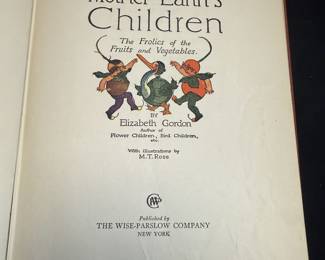 Mother Earth's
Children
The Frolics of the
Fruits and Vegetables.
BY
Elizabeth Gordon
Author of
Flower Children, Bird Children,
etc.
With illustrations by
M.T. Ross
Published by
THE WISE-PARSLOW COMPANY
NEW YORK